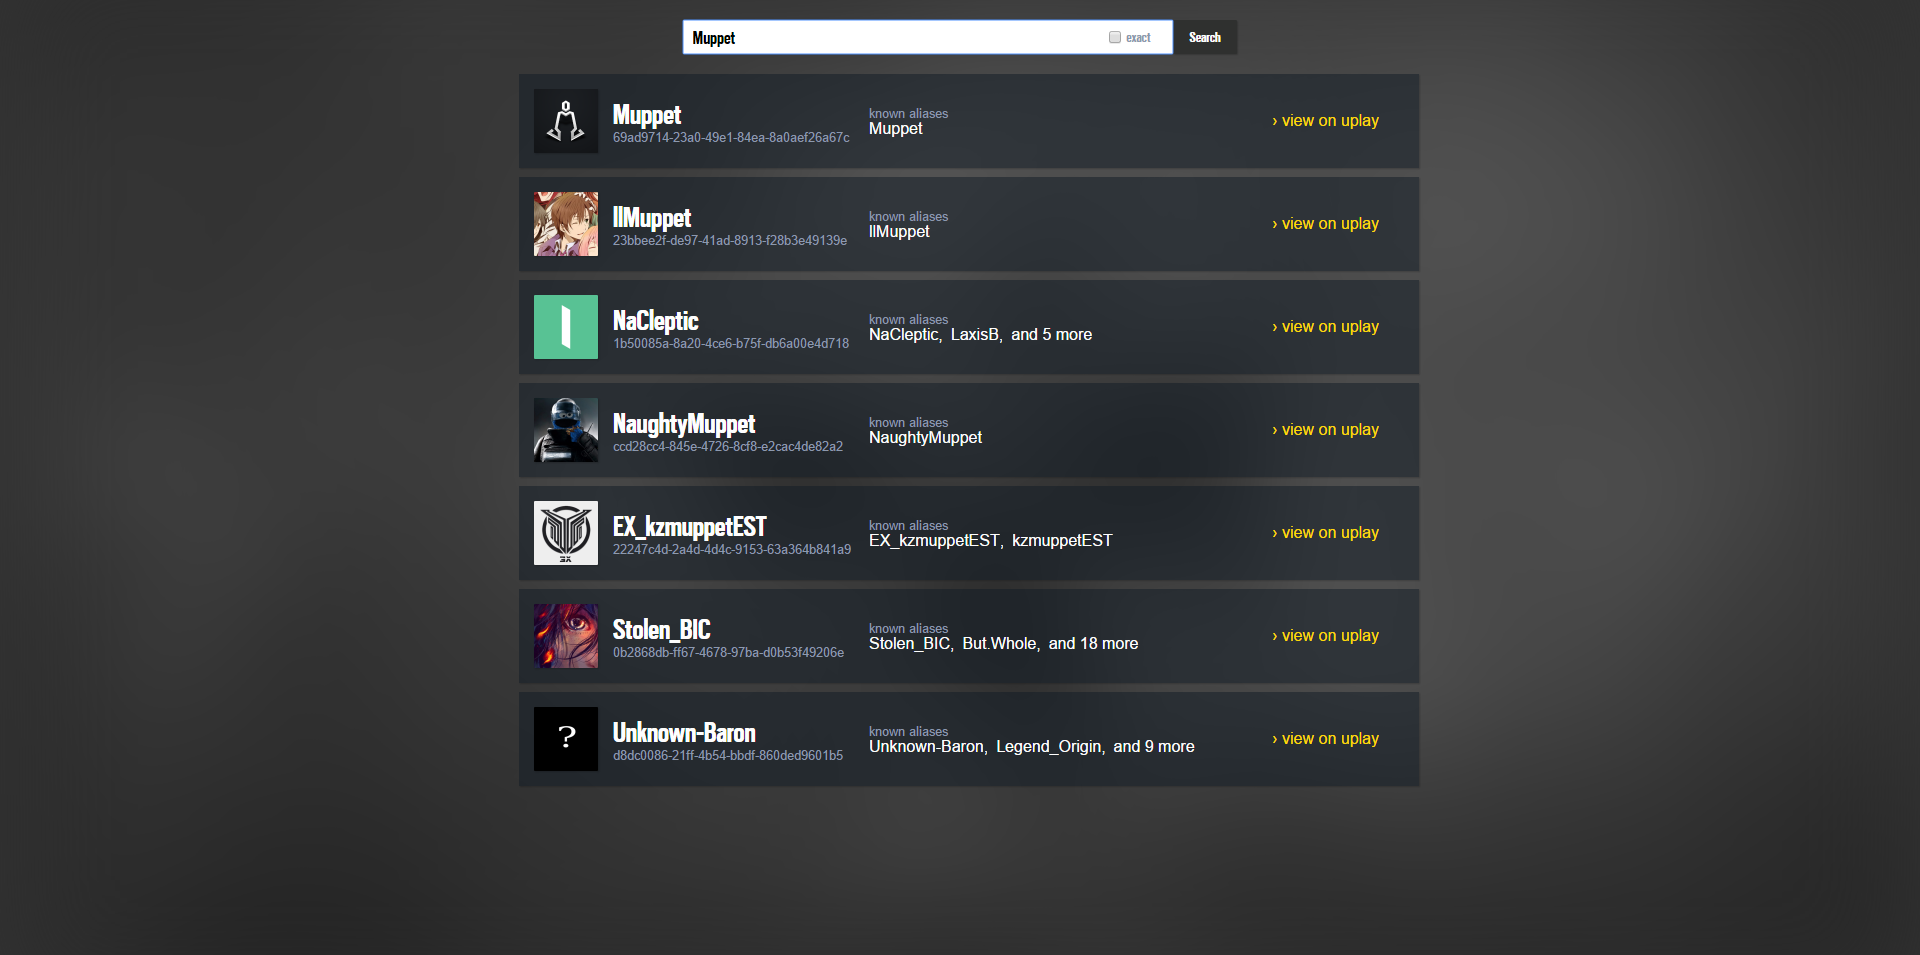 Muppet
exact
Search
Muppet
69ad9714-23a0-49e1-84ea-8a0aef26a67c
known aliases
Muppet
› view on uplay
llMuppet
23bbee2f-de97-41ad-8913-f28b3e49139e
known aliases
llMuppet
› view on uplay
NaCleptic
1b50085a-8a20-4ce6-b75f-db6a00e4d718
known aliases
NaCleptic, LaxisB, and 5 more
› view on uplay
NaughtyMuppet
ccd28cc4-845e-4726-8cf8-e2cac4de82a2
known aliases
NaughtyMuppet
› view on uplay
EX
EX_kzmuppetEST
22247c4d-2a4d-4d4c-9153-63a364b841a9
known aliases
EX_kzmuppetEST, kzmuppetEST
› view on uplay
Stolen_BIC
0b2868db-ff67-4678-97ba-d0b53f49206e
known aliases
Stolen_BIC, But.Whole, and 18 more
› view on uplay
?
Unknown-Baron
d8dc0086-21ff-4b54-bbdf-860ded9601b5
known aliases
Unknown-Baron, Legend_Origin, and 9 more
› view on uplay